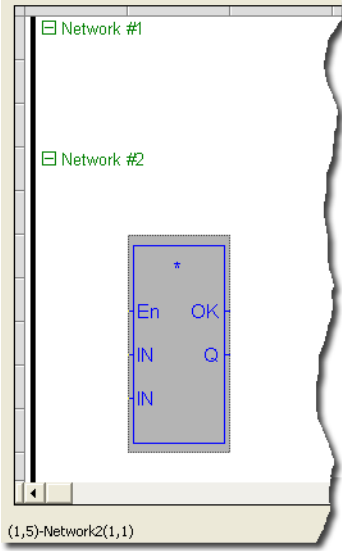 Network #1
Network #2
*
En OK
IN Q
IN
(1,5)-Network2(1,1)